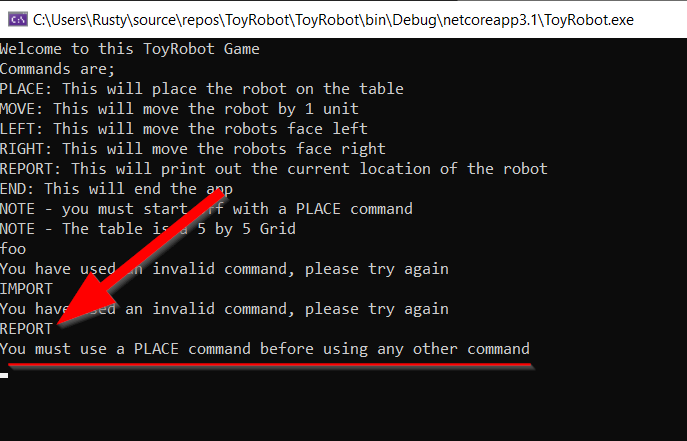 C:\Users\Rusty\source\repos\ToyRobot\ToyRobot\bin\Debug\netcoreapp3.1\ToyRobot.exe
Welcome to this ToyRobot Game
Commands are;
PLACE: This will place the robot on the table
MOVE: This will move the robot by 1 unit
LEFT: This will move the robots face left
RIGHT: This will move the robots face right
REPORT: This will print out the current location of the robot
END: This will end the app
NOTE - you must start off with a PLACE command
NOTE - The table is a 5 by 5 Grid
foo
You have used an invalid command, please try again
IMPORT
You have used an invalid command, please try again
REPORT
You must use a PLACE command before using any other command